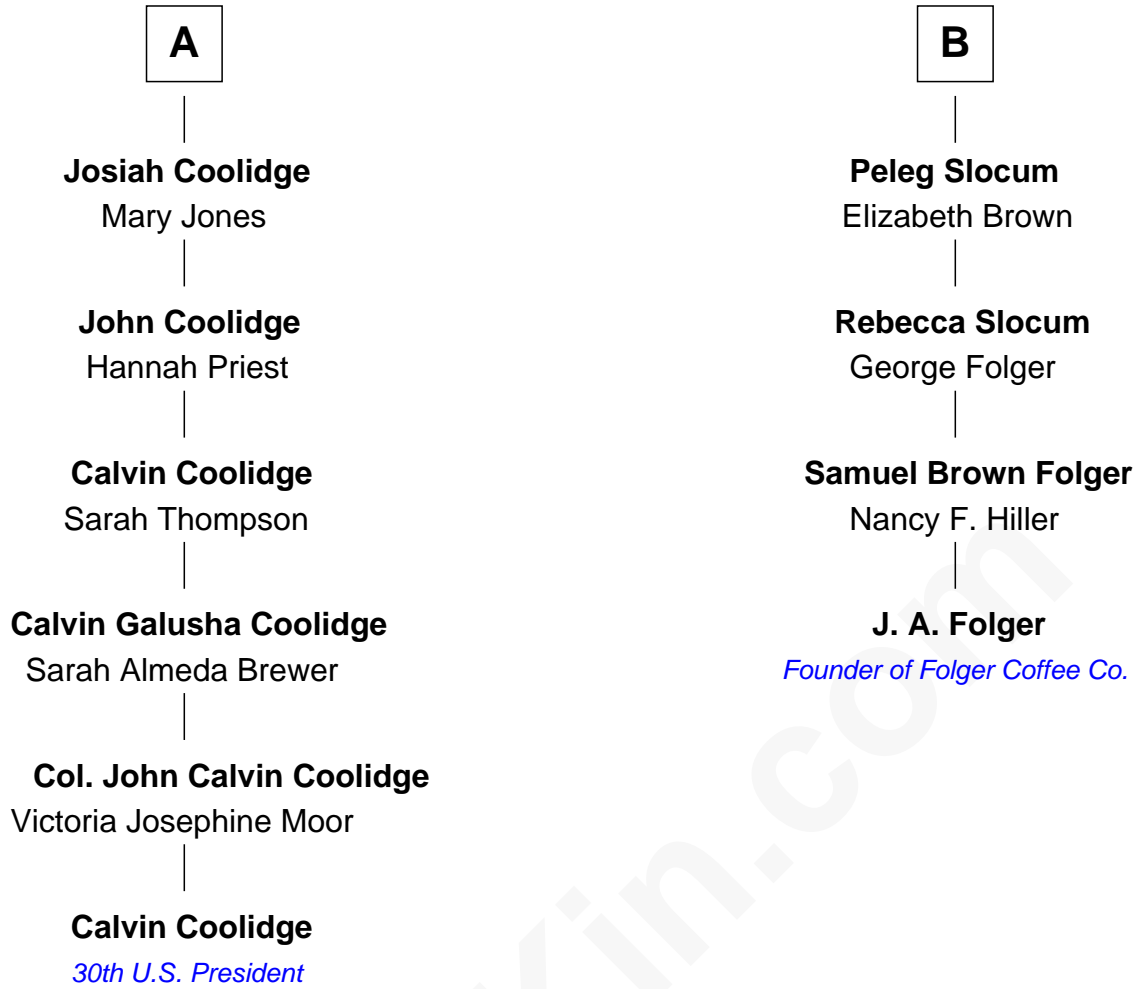 A
Josiah Coolidge
Mary Jones
John Coolidge
Hannah Priest
Calvin Coolidge
Sarah Thompson
Calvin Galusha Coolidge
Sarah Almeda Brewer
Col. John Calvin Coolidge
Victoria Josephine Moor
Calvin Coolidge
30th U.S. President
B
Peleg Slocum
Elizabeth Brown
Rebecca Slocum
George Folger
Samuel Brown Folger
Nancy F. Hiller
J. A. Folger
Founder of Folger Coffee Co.
Kin.com